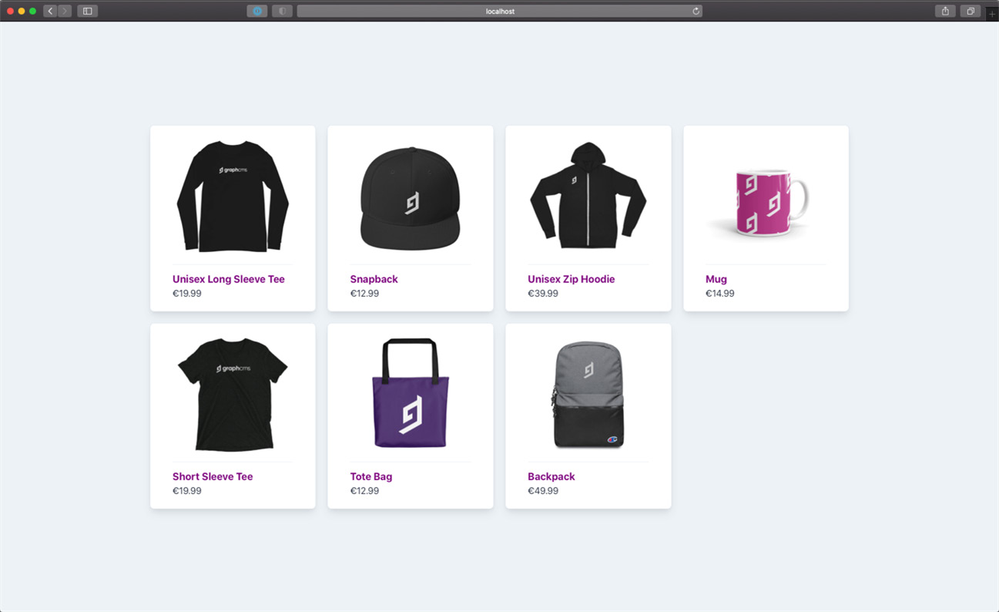 localhost
graphcms
Unisex Long Sleeve Tee
€19.99
Snapback
€12.99
Unisex Zip Hoodie
€39.99
Mug
€14.99
graphcms
Short Sleeve Tee
€19.99
Tote Bag
€12.99
Backpack
€49.99